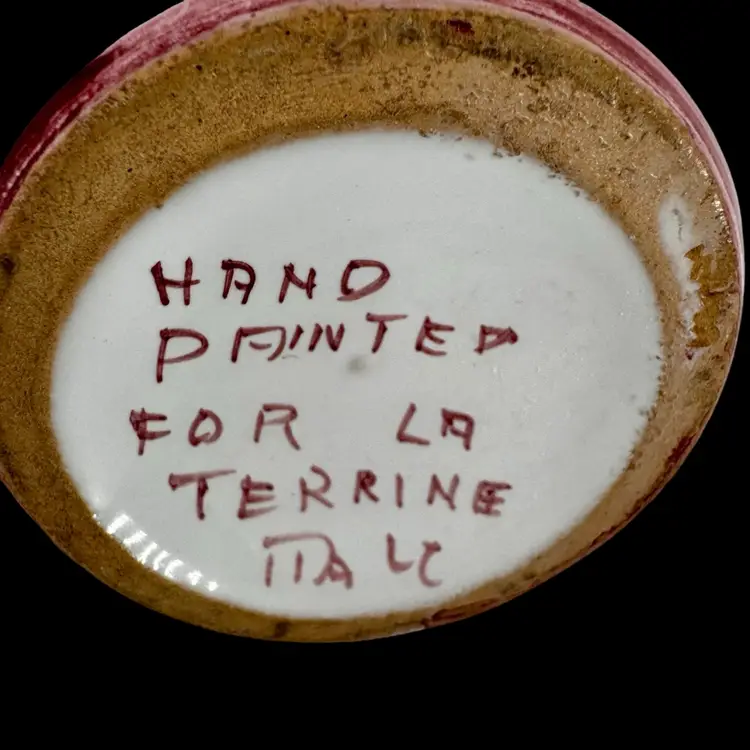 HAND
PAINTED
FOR LA
TERRINE
ITALY